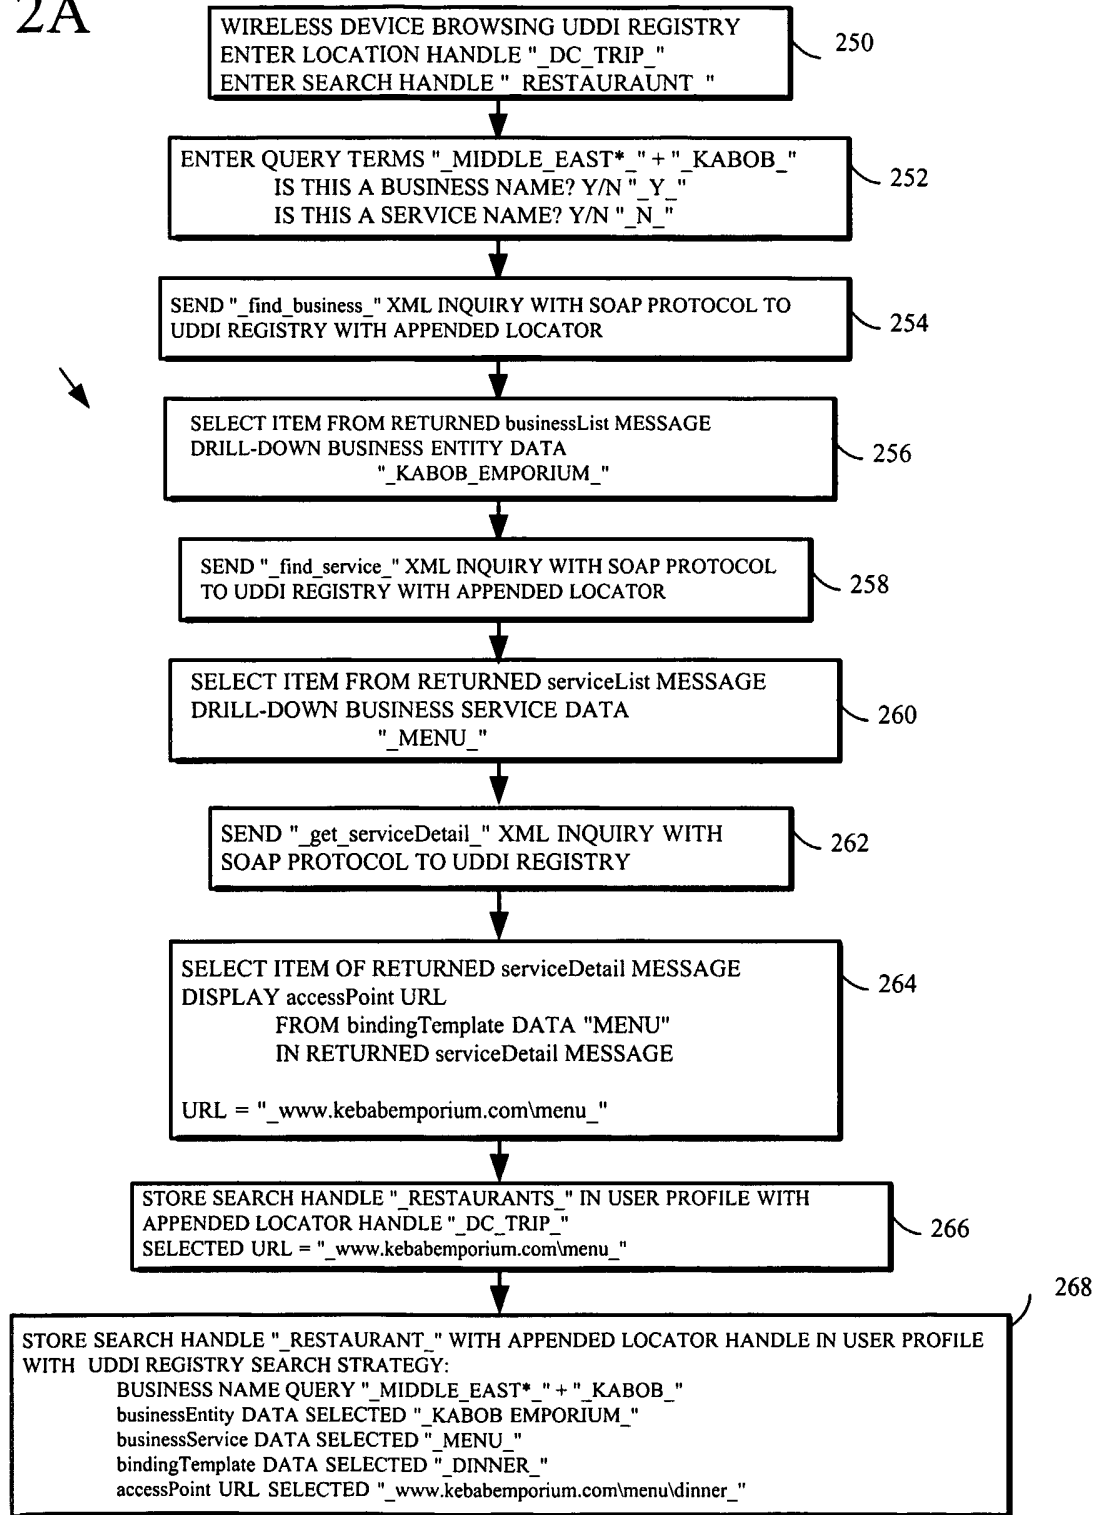 2A
WIRELESS DEVICE BROWSING UDDI REGISTRY
ENTER LOCATION HANDLE "_DC_TRIP_"
ENTER SEARCH HANDLE "_RESTAURAUNT_"
250
ENTER QUERY TERMS "_MIDDLE_EAST*_" + "_KABOB_"
IS THIS A BUSINESS NAME? Y/N "_Y_"
IS THIS A SERVICE NAME? Y/N "_N_"
252
SEND "_find_business_" XML INQUIRY WITH SOAP PROTOCOL TO
UDDI REGISTRY WITH APPENDED LOCATOR
254
SELECT ITEM FROM RETURNED businessList MESSAGE
DRILL-DOWN BUSINESS ENTITY DATA
"_KABOB_EMPORIUM_"
256
SEND "_find_service_" XML INQUIRY WITH SOAP PROTOCOL
TO UDDI REGISTRY WITH APPENDED LOCATOR
258
SELECT ITEM FROM RETURNED serviceList MESSAGE
DRILL-DOWN BUSINESS SERVICE DATA
"_MENU_"
260
SEND "_get_serviceDetail_" XML INQUIRY WITH
SOAP PROTOCOL TO UDDI REGISTRY
262
SELECT ITEM OF RETURNED serviceDetail MESSAGE
DISPLAY accessPoint URL
FROM bindingTemplate DATA "MENU"
IN RETURNED serviceDetail MESSAGE
URL = "_www.kebabemporium.com\menu_"
264
STORE SEARCH HANDLE "_RESTAURANTS_" IN USER PROFILE WITH
APPENDED LOCATOR HANDLE "_DC_TRIP_"
SELECTED URL = "_www.kebabemporium.com\menu_"
266
268
STORE SEARCH HANDLE "_RESTAURANT_" WITH APPENDED LOCATOR HANDLE IN USER PROFILE
WITH UDDI REGISTRY SEARCH STRATEGY:
BUSINESS NAME QUERY "_MIDDLE_EAST*_" + "_KABOB_"
businessEntity DATA SELECTED "_KABOB EMPORIUM_"
businessService DATA SELECTED "_MENU_"
bindingTemplate DATA SELECTED "_DINNER_"
accessPoint URL SELECTED "_www.kebabemporium.com\menu\dinner_"